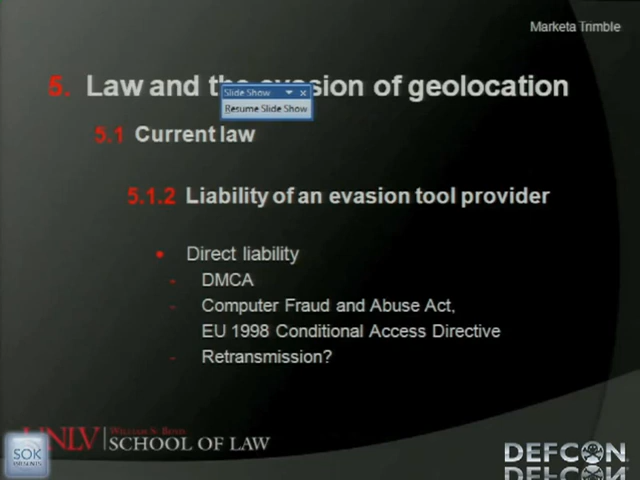 Marketa Trimble
5. Law and the evasion of geolocation
Slide Show
Resume Slide Show
5.1 Current law
5.1.2 Liability of an evasion tool provider
• Direct liability
- DMCA
- Computer Fraud and Abuse Act,
EU 1998 Conditional Access Directive
- Retransmission?
UNLV
SCHOOL OF LAW
SOK
DEFCON